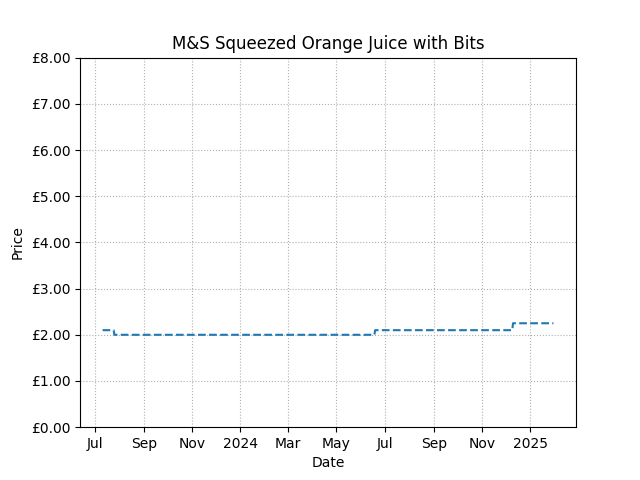 M&S Squeezed Orange Juice with Bits
£8.00
£7.00
£6.00
£5.00
£4.00
£3.00
£2.00
£1.00
£0.00
Price
Jul Sep Nov 2024 Mar May Jul Sep Nov 2025
Date